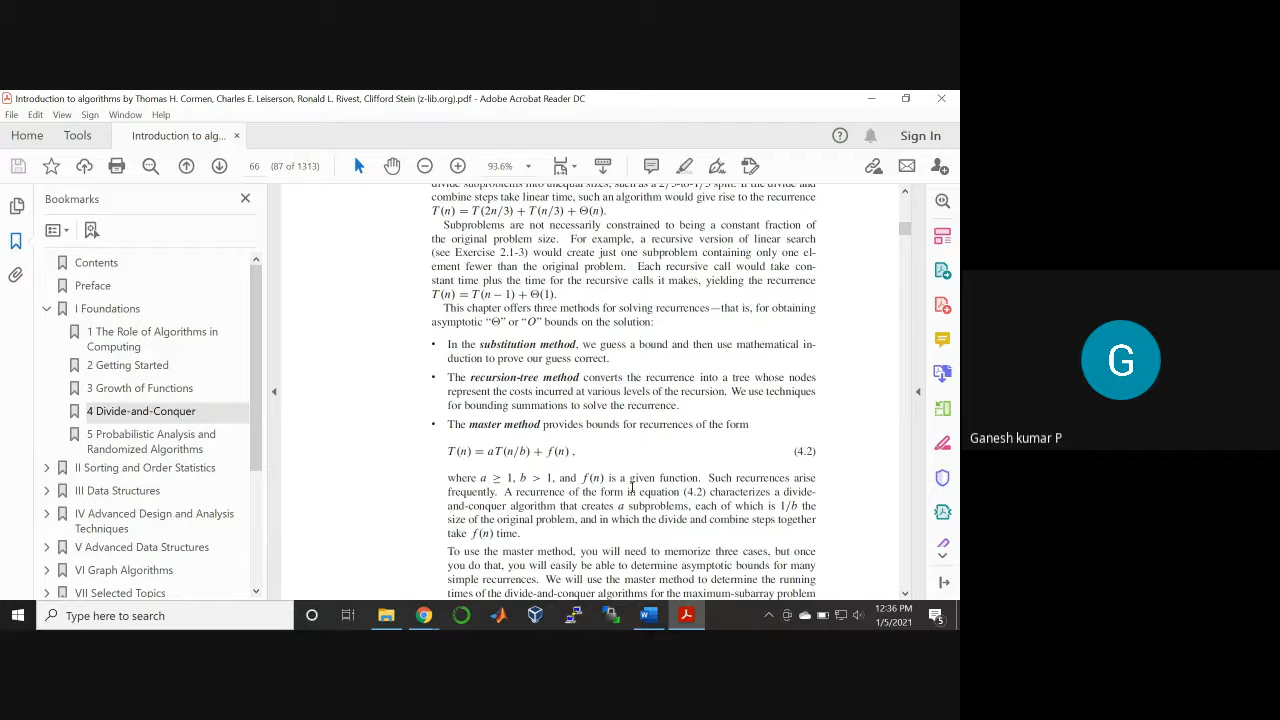 Introduction to algorithms by Thomas H. Cormen, Charles E. Leiserson, Ronald L. Rivest, Clifford Stein (z-lib.org).pdf - Adobe Acrobat Reader DC
File Edit View Sign Window Help
Home Tools Introduction to alg... × Sign In
66 (87 of 1313) 93.6%
Bookmarks
Contents
Preface
I Foundations
1 The Role of Algorithms in
Computing
2 Getting Started
3 Growth of Functions
4 Divide-and-Conquer
5 Probabilistic Analysis and
Randomized Algorithms
II Sorting and Order Statistics
III Data Structures
IV Advanced Design and Analysis
Techniques
V Advanced Data Structures
VI Graph Algorithms
VII Selected Topics
divide subproblems into unequal sizes, such as a 2/3-to-1/3 split. If the divide and
combine steps take linear time, such an algorithm would give rise to the recurrence
T(n) = T(2n/3) + T(n/3) + Θ(n).
Subproblems are not necessarily constrained to being a constant fraction of
the original problem size. For example, a recursive version of linear search
(see Exercise 2.1-3) would create just one subproblem containing only one el-
ement fewer than the original problem. Each recursive call would take con-
stant time plus the time for the recursive calls it makes, yielding the recurrence
T(n) = T(n − 1) + Θ(1).
This chapter offers three methods for solving recurrences—that is, for obtaining
asymptotic “Θ” or “O” bounds on the solution:
• In the substitution method, we guess a bound and then use mathematical in-
duction to prove our guess correct.
• The recursion-tree method converts the recurrence into a tree whose nodes
represent the costs incurred at various levels of the recursion. We use techniques
for bounding summations to solve the recurrence.
• The master method provides bounds for recurrences of the form
T(n) = aT(n/b) + f(n) , (4.2)
where a ≥ 1, b > 1, and f(n) is a given function. Such recurrences arise
frequently. A recurrence of the form in equation (4.2) characterizes a divide-
and-conquer algorithm that creates a subproblems, each of which is 1/b the
size of the original problem, and in which the divide and combine steps together
take f(n) time.
To use the master method, you will need to memorize three cases, but once
you do that, you will easily be able to determine asymptotic bounds for many
simple recurrences. We will use the master method to determine the running
times of the divide-and-conquer algorithms for the maximum-subarray problem
G
Ganesh kumar P
Type here to search
12:36 PM
1/5/2021
5